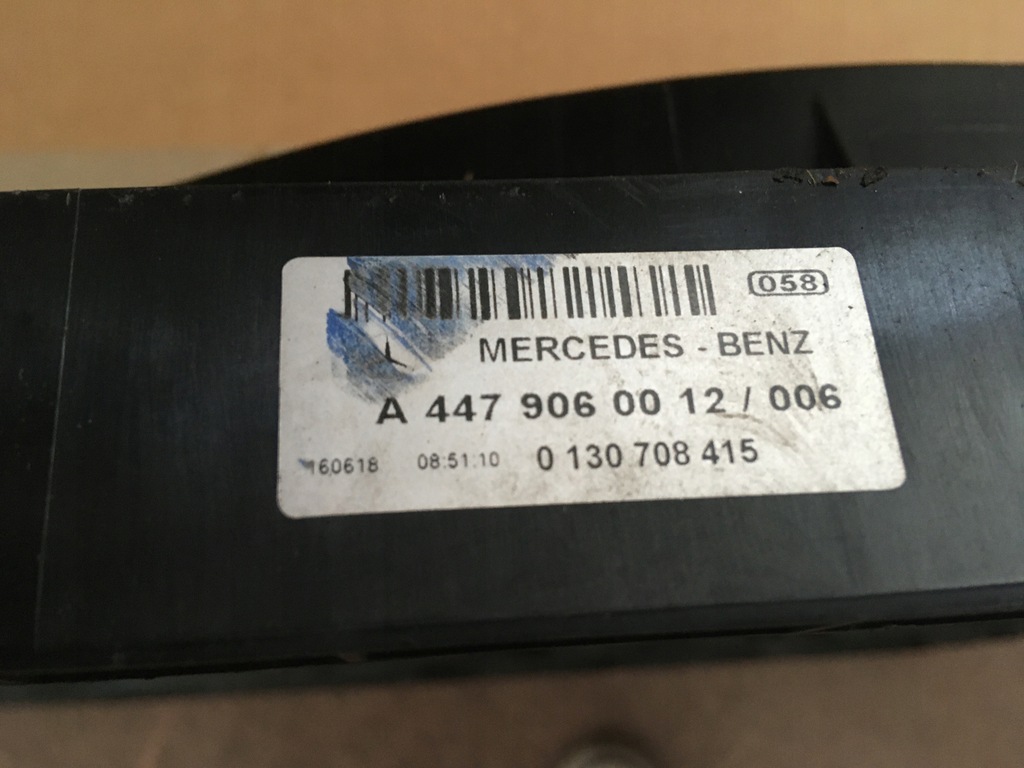 058
MERCEDES - BENZ
A 447 906 00 12 / 006
160618 08:51:10 0 130 708 415